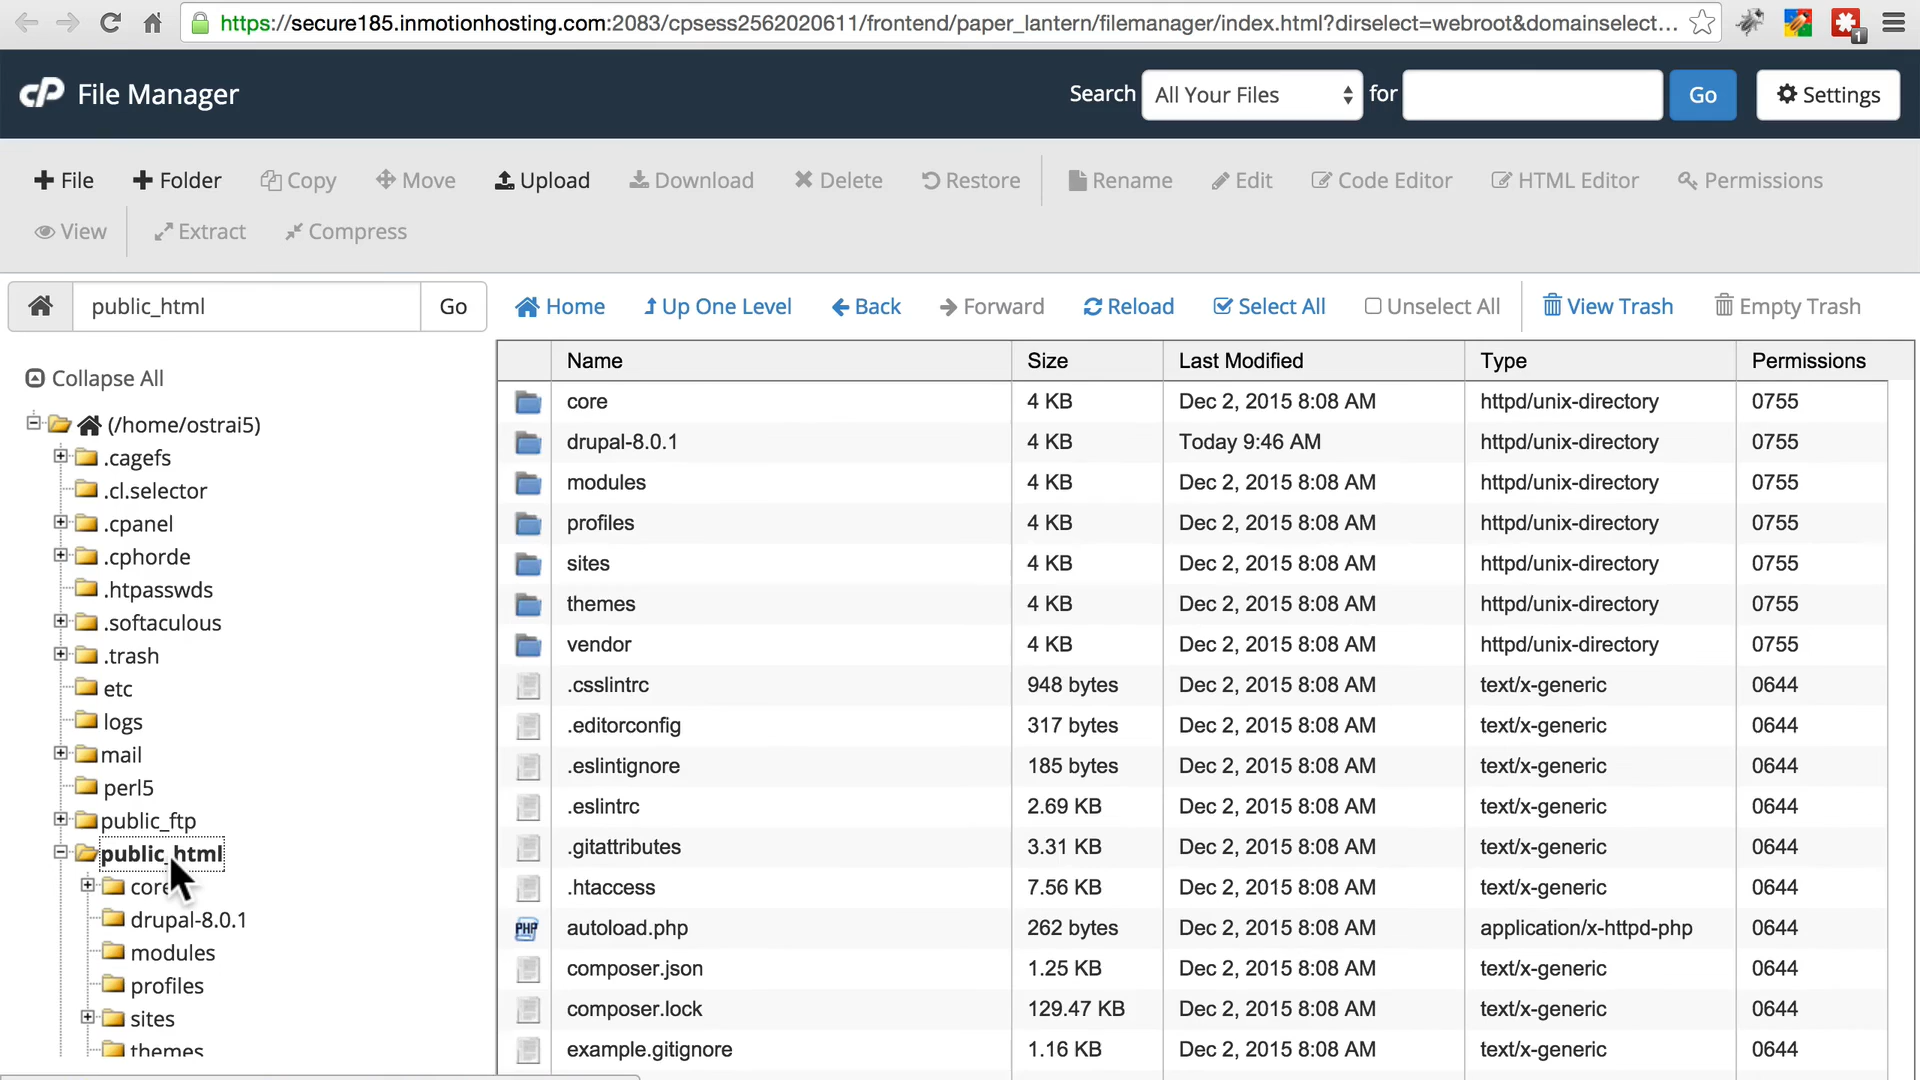 https://secure185.inmotionhosting.com:2083/cpsess2562020611/frontend/paper_lantern/filemanager/index.html?dirselect=webroot&domainselect...
1
cP File Manager
Search All Your Files for Go Settings
File Folder Copy Move Upload Download Delete Restore Rename Edit Code Editor HTML Editor Permissions
View Extract Compress
public_html Go Home Up One Level Back Forward Reload Select All Unselect All View Trash Empty Trash
Collapse All
(/home/ostrai5)
.cagefs
.cl.selector
.cpanel
.cphorde
.htpasswds
.softaculous
.trash
etc
logs
mail
perl5
public_ftp
public_html
core
drupal-8.0.1
modules
profiles
sites
themes
Name Size Last Modified Type Permissions
core 4 KB Dec 2, 2015 8:08 AM httpd/unix-directory 0755
drupal-8.0.1 4 KB Today 9:46 AM httpd/unix-directory 0755
modules 4 KB Dec 2, 2015 8:08 AM httpd/unix-directory 0755
profiles 4 KB Dec 2, 2015 8:08 AM httpd/unix-directory 0755
sites 4 KB Dec 2, 2015 8:08 AM httpd/unix-directory 0755
themes 4 KB Dec 2, 2015 8:08 AM httpd/unix-directory 0755
vendor 4 KB Dec 2, 2015 8:08 AM httpd/unix-directory 0755
.csslintrc 948 bytes Dec 2, 2015 8:08 AM text/x-generic 0644
.editorconfig 317 bytes Dec 2, 2015 8:08 AM text/x-generic 0644
.eslintignore 185 bytes Dec 2, 2015 8:08 AM text/x-generic 0644
.eslintrc 2.69 KB Dec 2, 2015 8:08 AM text/x-generic 0644
.gitattributes 3.31 KB Dec 2, 2015 8:08 AM text/x-generic 0644
.htaccess 7.56 KB Dec 2, 2015 8:08 AM text/x-generic 0644
PHP autoload.php 262 bytes Dec 2, 2015 8:08 AM application/x-httpd-php 0644
composer.json 1.25 KB Dec 2, 2015 8:08 AM text/x-generic 0644
composer.lock 129.47 KB Dec 2, 2015 8:08 AM text/x-generic 0644
example.gitignore 1.16 KB Dec 2, 2015 8:08 AM text/x-generic 0644